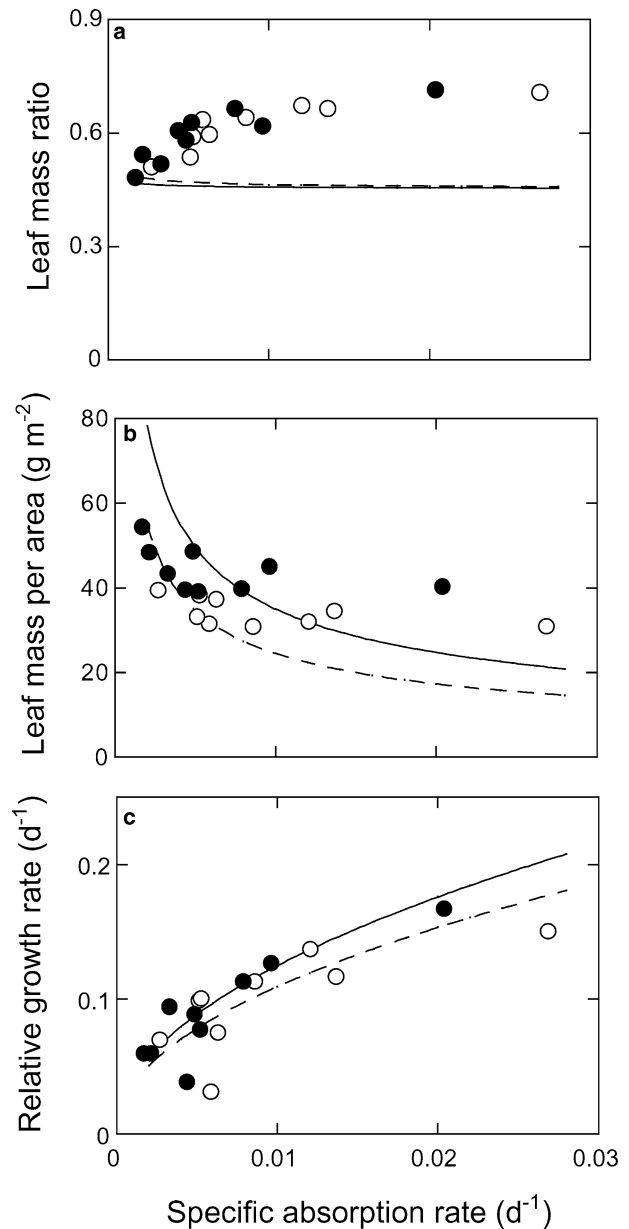 a
0.9
0.6
0.3
0
Leaf mass ratio
b
80
60
40
20
0
Leaf mass per area (g m⁻²)
c
0.2
0.1
0
Relative growth rate (d⁻¹)
0 0.01 0.02 0.03
Specific absorption rate (d⁻¹)